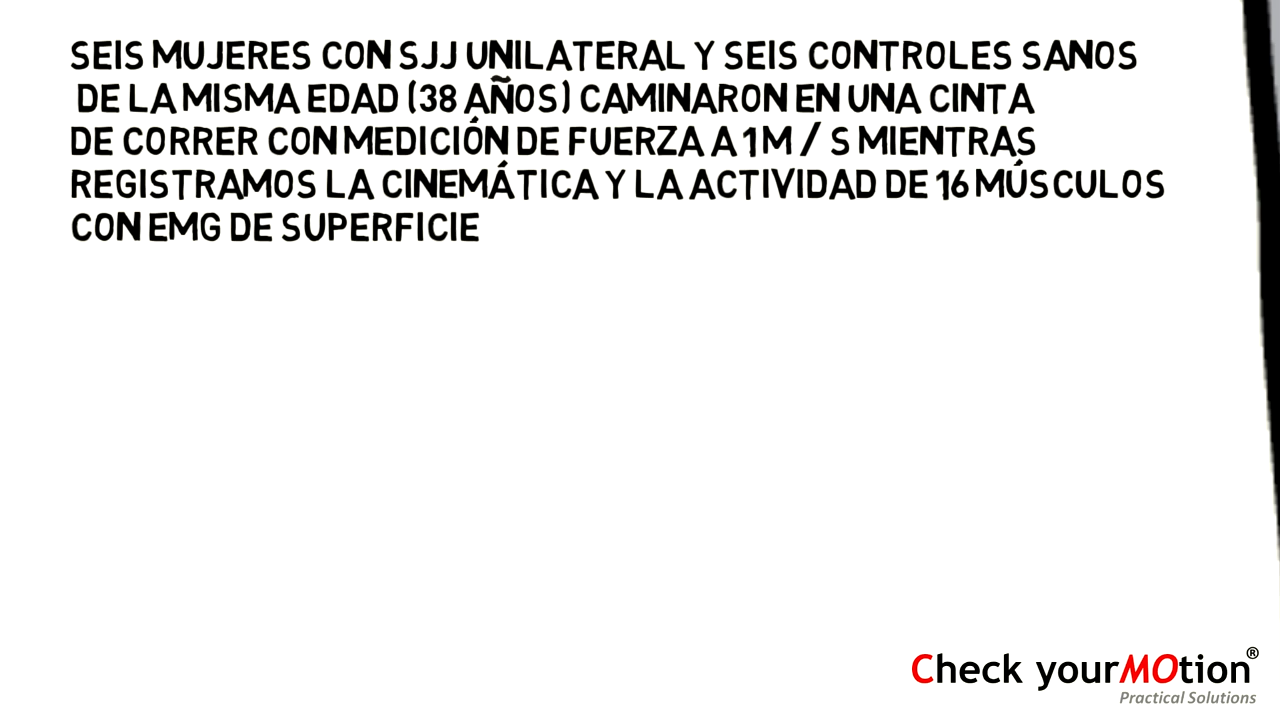 SEIS MUJERES CON SJJ UNILATERAL Y SEIS CONTROLES SANOS
DE LA MISMA EDAD (38 AÑOS) CAMINARON EN UNA CINTA
DE CORRER CON MEDICIÓN DE FUERZA A 1 M / S MIENTRAS
REGISTRAMOS LA CINEMÁTICA Y LA ACTIVIDAD DE 16 MÚSCULOS
CON EMG DE SUPERFICIE
Check yourMOtion®
Practical Solutions